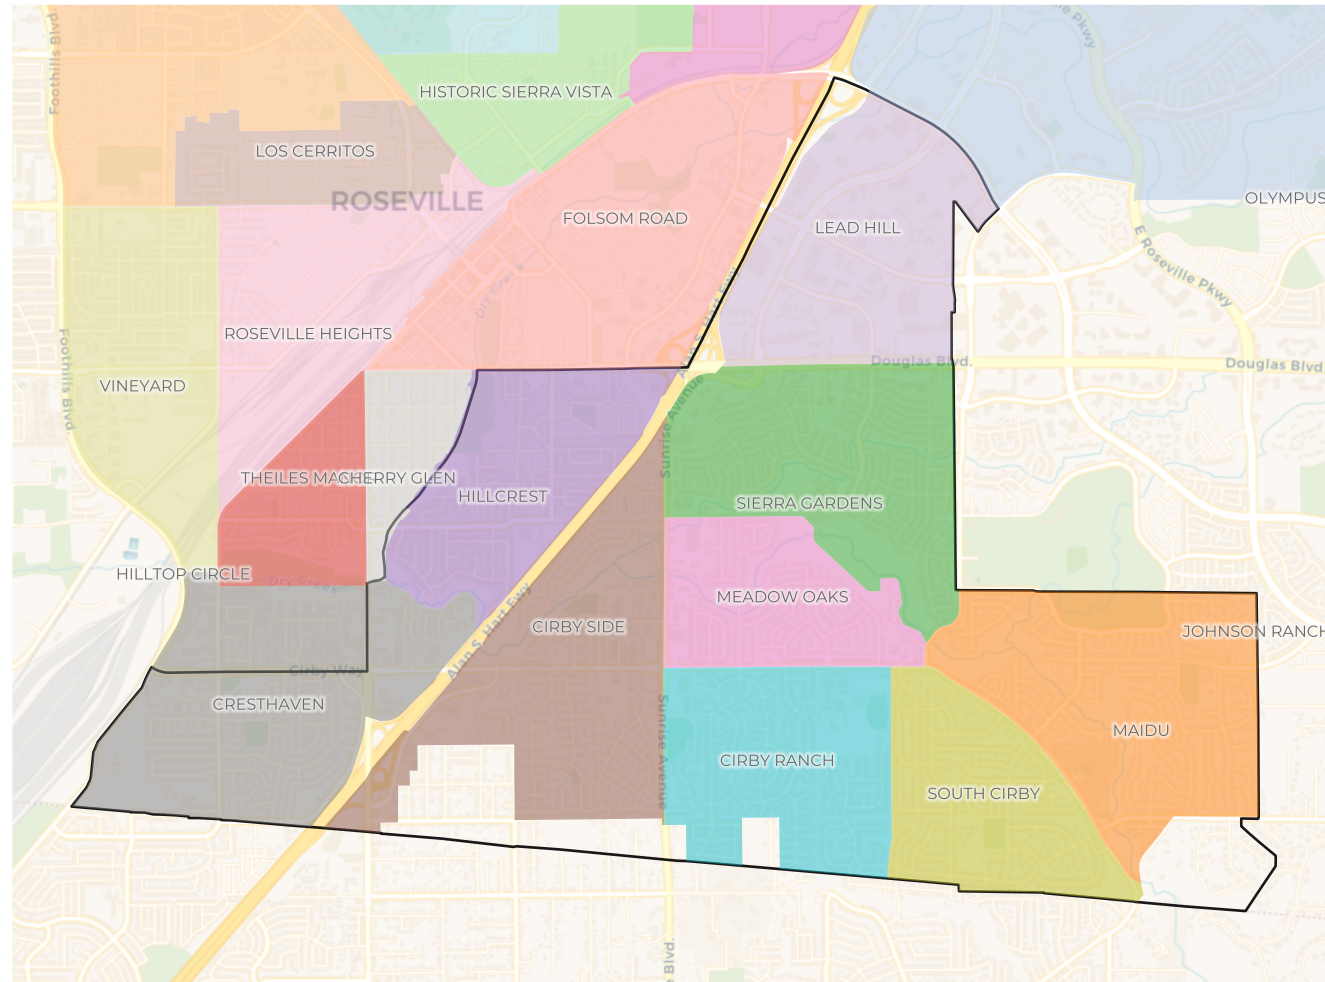 Foothills Blvd.
e Pkwy
HISTORIC SIERRA VISTA
LOS CERRITOS
ROSEVILLE
OLYMPUS
FOLSOM ROAD
LEAD HILL
E Roseville Pkwy
Dry Creek
Alan S. Hart Fwy
ROSEVILLE HEIGHTS
Foothills Blvd.
VINEYARD
Douglas Blvd.
Douglas Blvd.
Sunrise Avenue
THEILES MA
CHERRY GLEN
HILLCREST
SIERRA GARDENS
HILLTOP CIRCLE
Dry Creek
MEADOW OAKS
CIRBY SIDE
Alan S. Hart Fwy
JOHNSON RANCH
Cirby Way
CRESTHAVEN
MAIDU
Sunrise Avenue
CIRBY RANCH
SOUTH CIRBY
e Blvd.